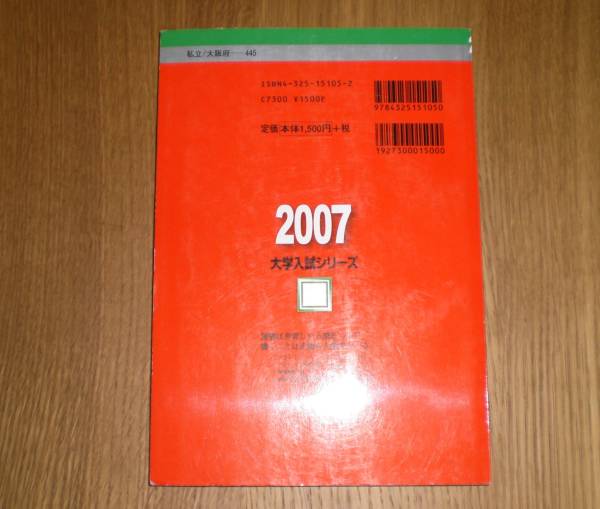 私立/大阪府——445
ISBN4-325-15105-2
C7300 ¥1500E
定価 本体1,500円+税
9784325151050
1927300015000
2007
大学入試シリーズ